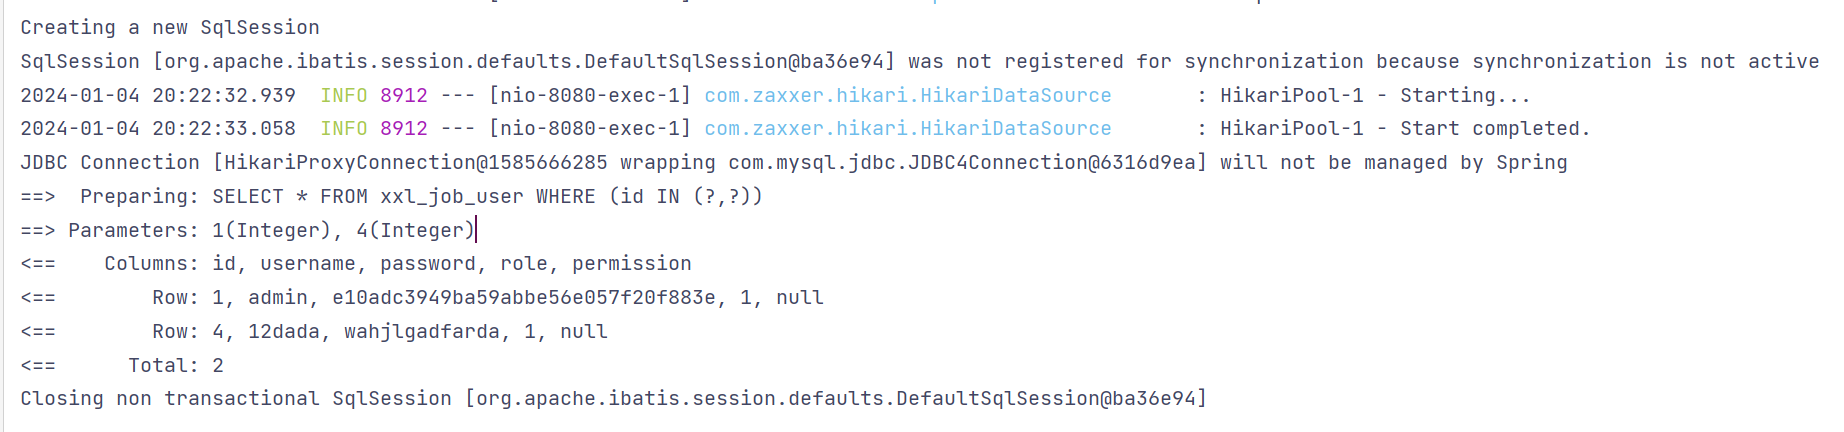 Creating a new SqlSession
SqlSession [org.apache.ibatis.session.defaults.DefaultSqlSession@ba36e94] was not registered for synchronization because synchronization is not active
2024-01-04 20:22:32.939  INFO 8912 --- [nio-8080-exec-1] com.zaxxer.hikari.HikariDataSource       : HikariPool-1 - Starting...
2024-01-04 20:22:33.058  INFO 8912 --- [nio-8080-exec-1] com.zaxxer.hikari.HikariDataSource       : HikariPool-1 - Start completed.
JDBC Connection [HikariProxyConnection@1585666285 wrapping com.mysql.jdbc.JDBC4Connection@6316d9ea] will not be managed by Spring
==>  Preparing: SELECT * FROM xxl_job_user WHERE (id IN (?,?))
==> Parameters: 1(Integer), 4(Integer)
<==    Columns: id, username, password, role, permission
<==        Row: 1, admin, e10adc3949ba59abbe56e057f20f883e, 1, null
<==        Row: 4, 12dada, wahjlgadfarda, 1, null
<==      Total: 2
Closing non transactional SqlSession [org.apache.ibatis.session.defaults.DefaultSqlSession@ba36e94]